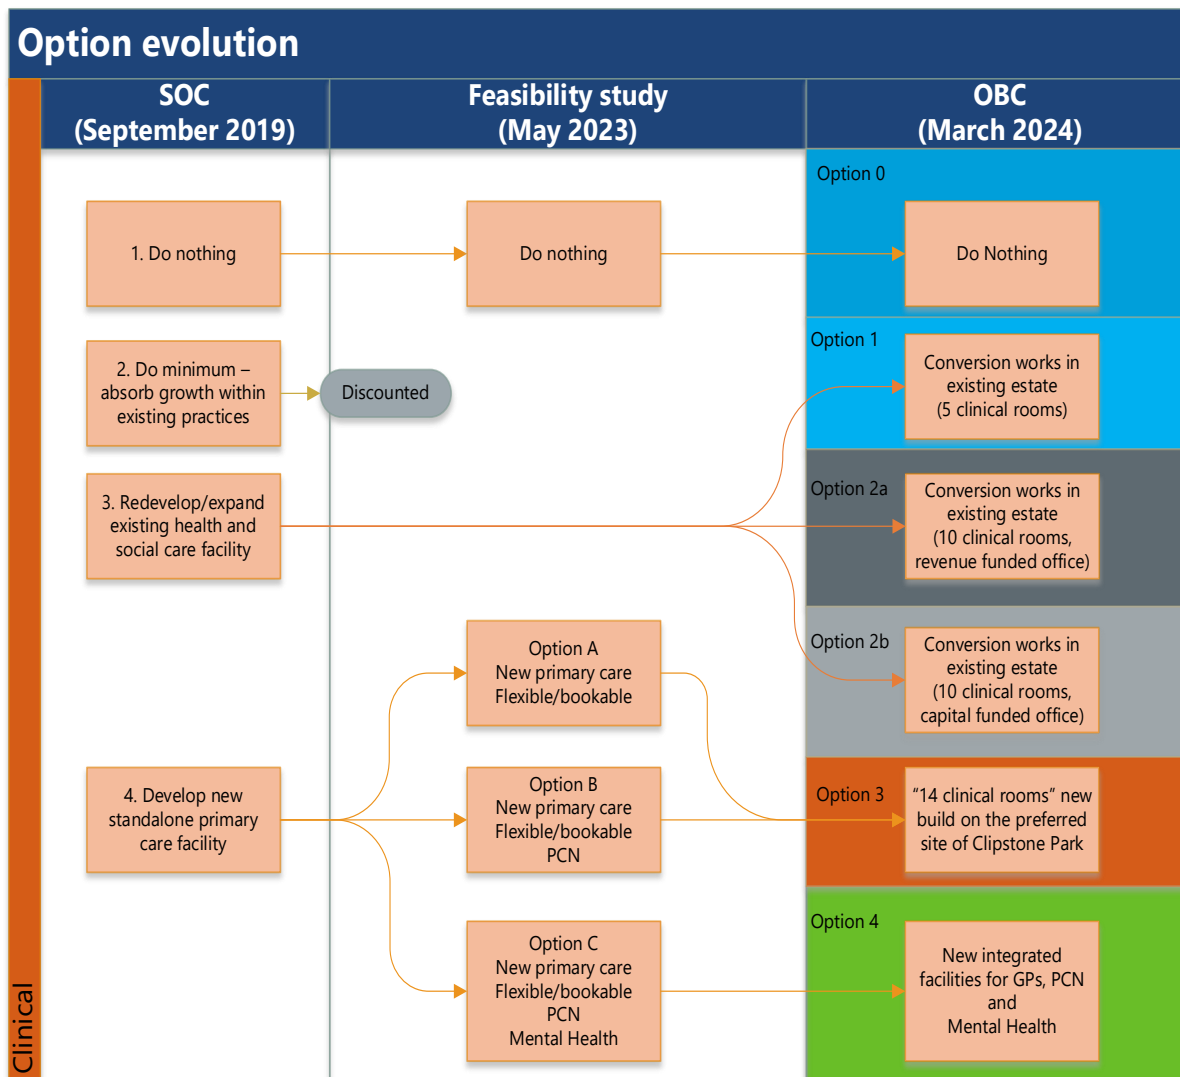 Option evolution
SOC
(September 2019)
Feasibility study
(May 2023)
OBC
(March 2024)
Option 0
1. Do nothing
Do nothing
Do Nothing
Option 1
2. Do minimum –
absorb growth within
existing practices
Discounted
Conversion works in
existing estate
(5 clinical rooms)
3. Redevelop/expand
existing health and
social care facility
Option 2a
Conversion works in
existing estate
(10 clinical rooms,
revenue funded office)
Option 2b
Conversion works in
existing estate
(10 clinical rooms,
capital funded office)
Option A
New primary care
Flexible/bookable
4. Develop new
standalone primary
care facility
Option B
New primary care
Flexible/bookable
PCN
Option 3
“14 clinical rooms” new
build on the preferred
site of Clipstone Park
Option C
New primary care
Flexible/bookable
PCN
Mental Health
Option 4
New integrated
facilities for GPs, PCN
and
Mental Health
Clinical